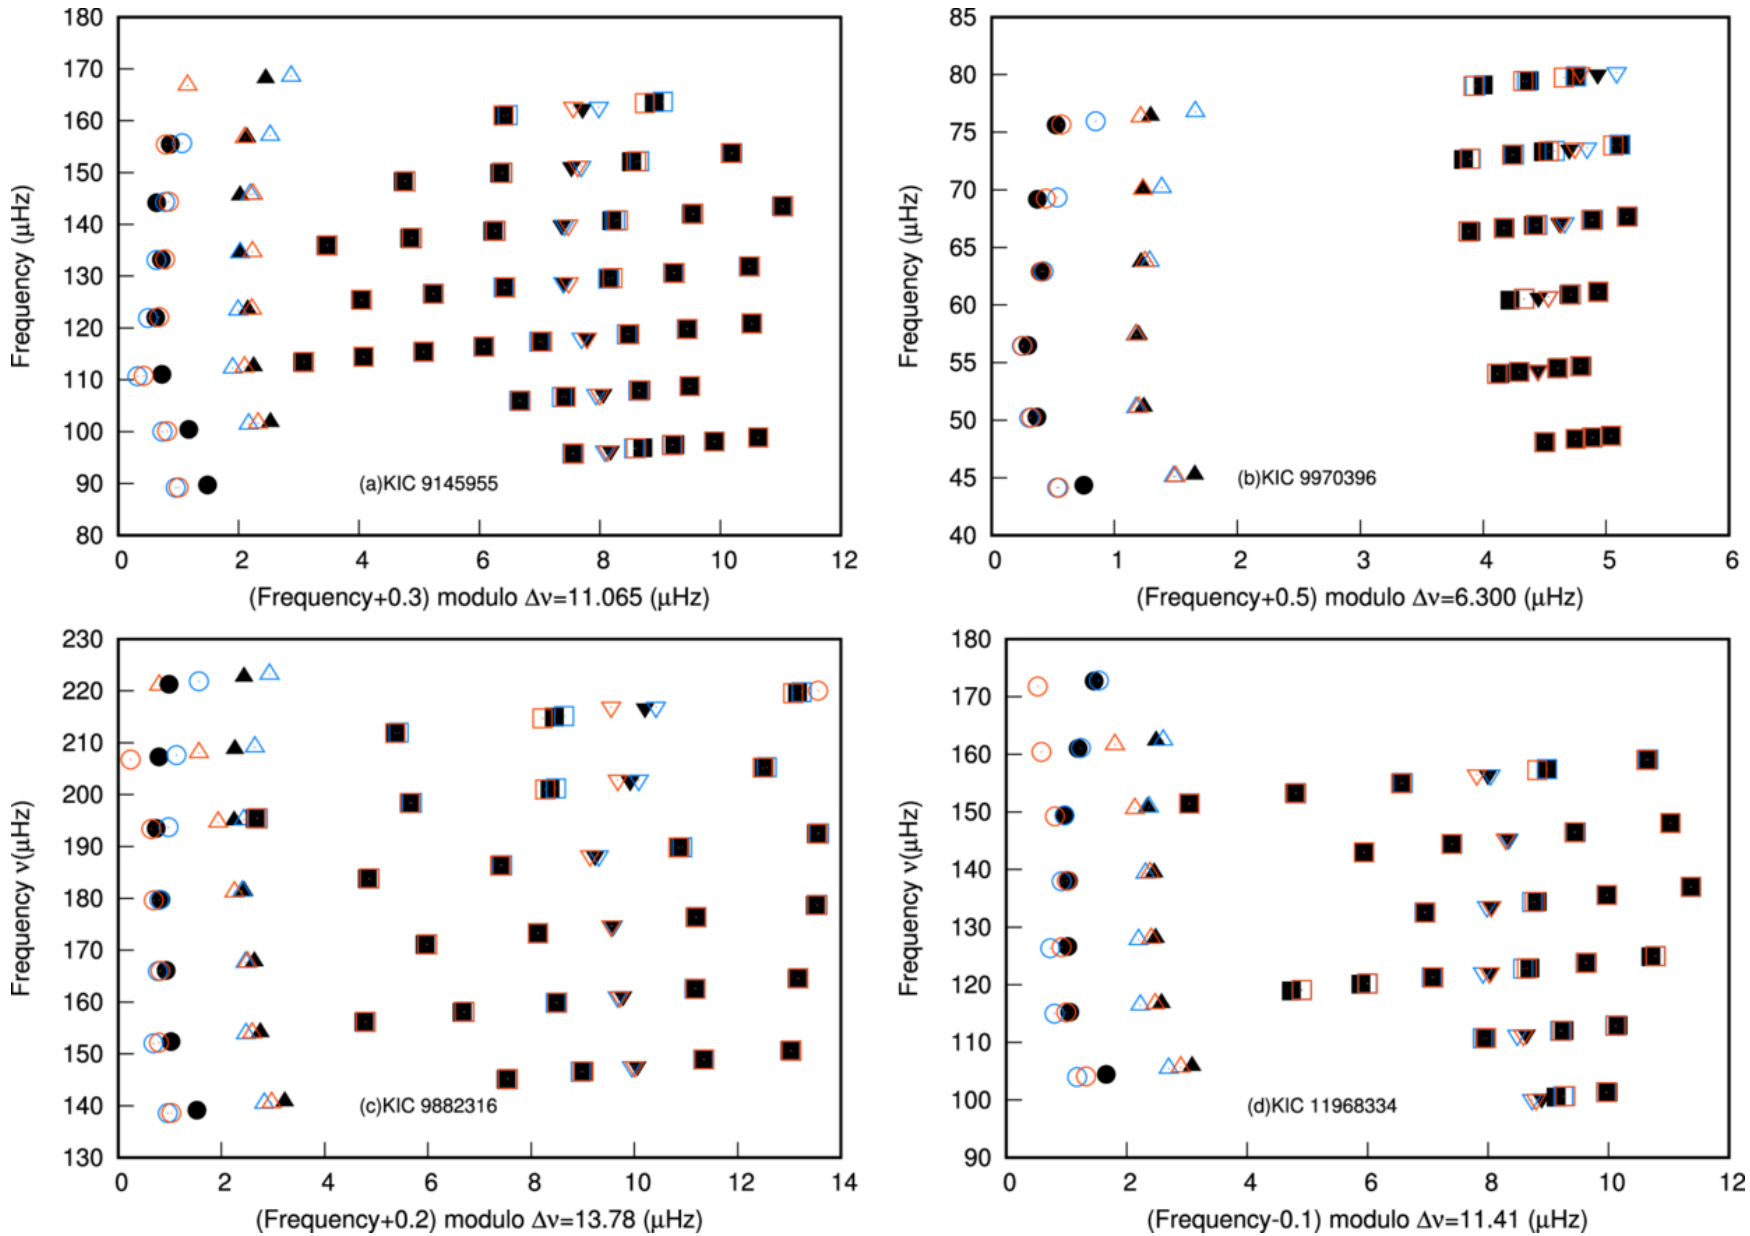 180
170
160
150
140
130
120
110
100
90
80
Frequency (μHz)
0 2 4 6 8 10 12
(a)KIC 9145955
(Frequency+0.3) modulo Δν=11.065 (μHz)
85
80
75
70
65
60
55
50
45
40
Frequency (μHz)
0 1 2 3 4 5 6
(b)KIC 9970396
(Frequency+0.5) modulo Δν=6.300 (μHz)
230
220
210
200
190
180
170
160
150
140
130
Frequency ν(μHz)
0 2 4 6 8 10 12 14
(c)KIC 9882316
(Frequency+0.2) modulo Δν=13.78 (μHz)
180
170
160
150
140
130
120
110
100
90
Frequency ν(μHz)
0 2 4 6 8 10 12
(d)KIC 11968334
(Frequency-0.1) modulo Δν=11.41 (μHz)